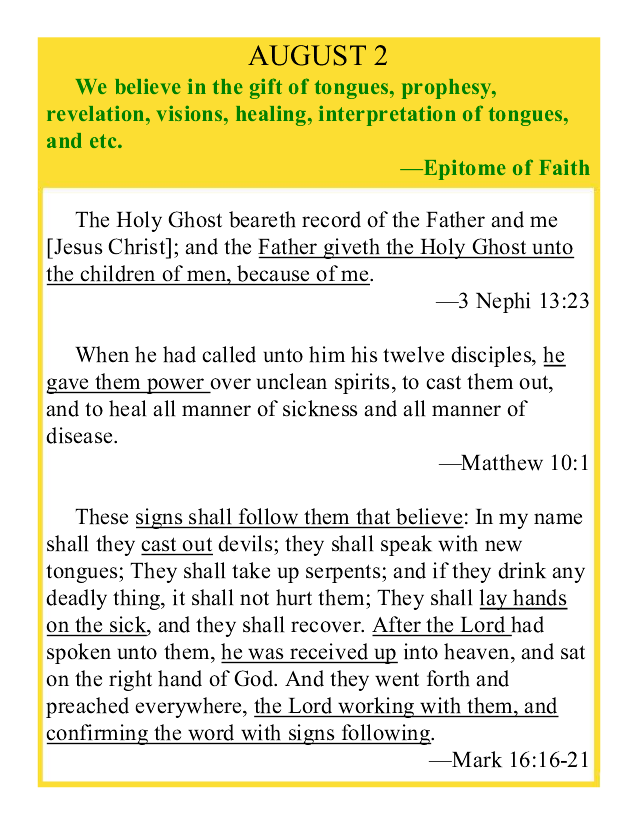 AUGUST 2
We believe in the gift of tongues, prophesy,
revelation, visions, healing, interpretation of tongues,
and etc.
—Epitome of Faith
The Holy Ghost beareth record of the Father and me
[Jesus Christ]; and the Father giveth the Holy Ghost unto
the children of men, because of me.
—3 Nephi 13:23
When he had called unto him his twelve disciples, he
gave them power over unclean spirits, to cast them out,
and to heal all manner of sickness and all manner of
disease.
—Matthew 10:1
These signs shall follow them that believe: In my name
shall they cast out devils; they shall speak with new
tongues; They shall take up serpents; and if they drink any
deadly thing, it shall not hurt them; They shall lay hands
on the sick, and they shall recover. After the Lord had
spoken unto them, he was received up into heaven, and sat
on the right hand of God. And they went forth and
preached everywhere, the Lord working with them, and
confirming the word with signs following.
—Mark 16:16-21